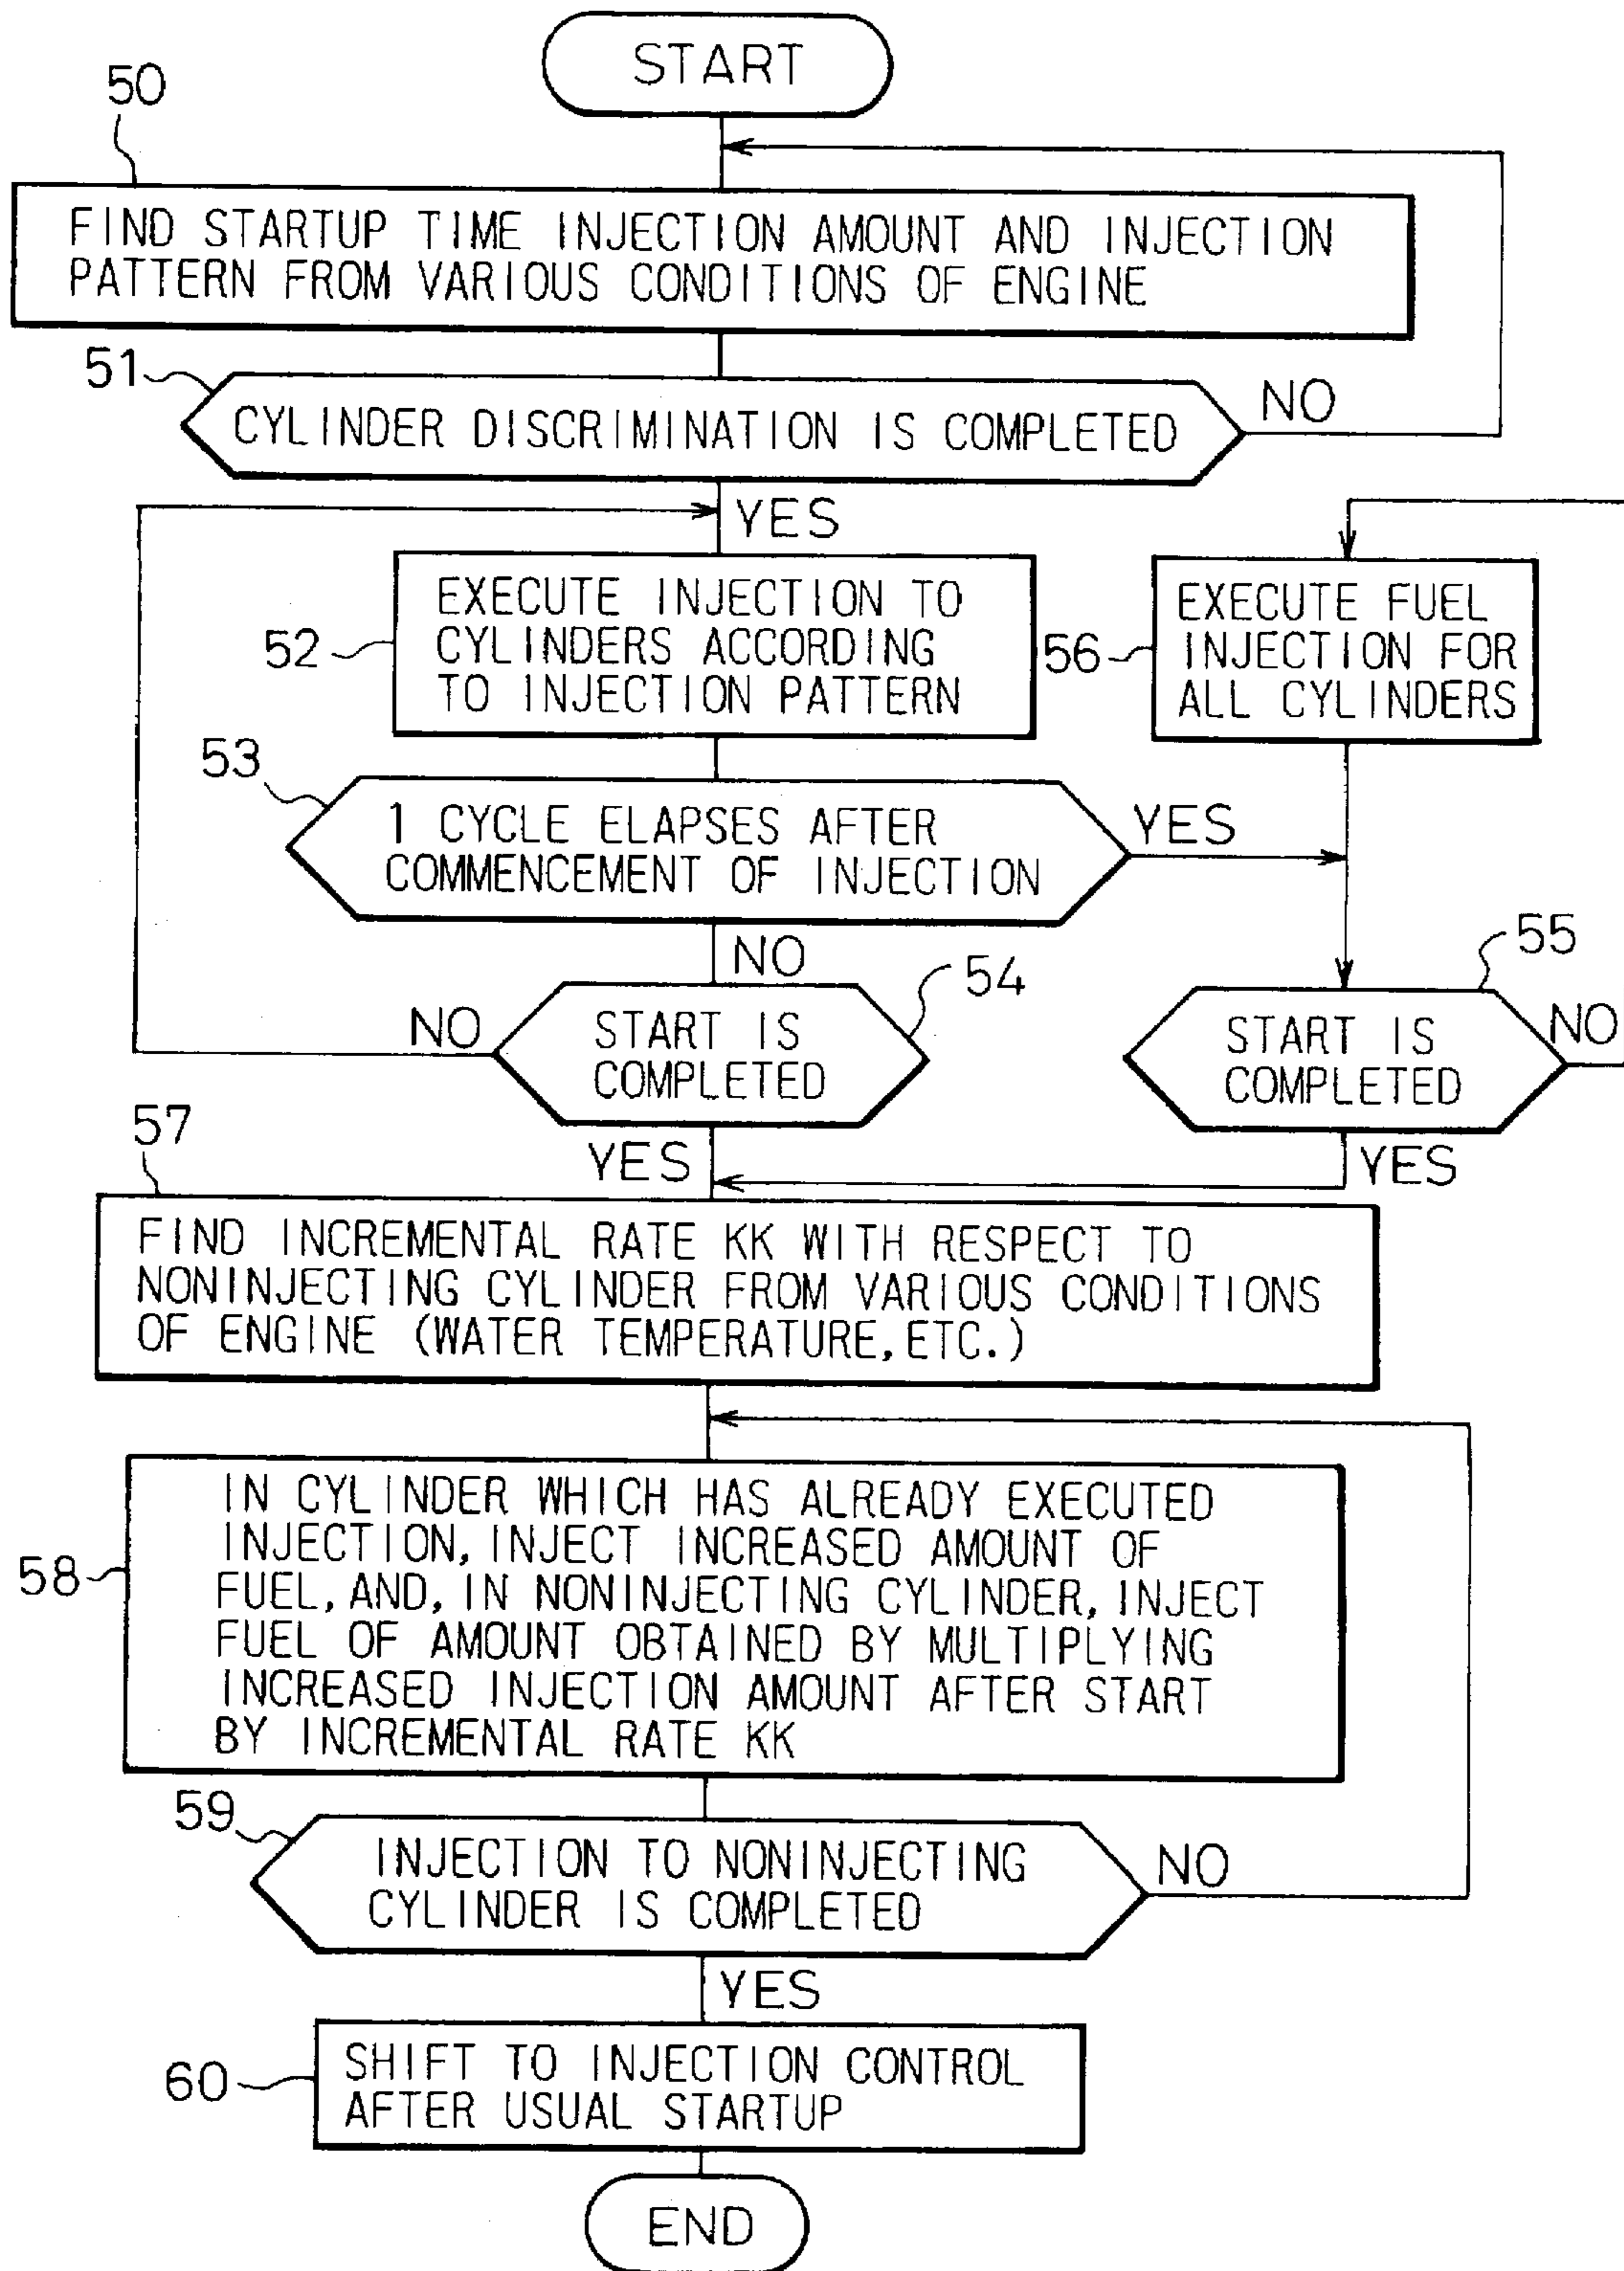 START
50
FIND STARTUP TIME INJECTION AMOUNT AND INJECTION
PATTERN FROM VARIOUS CONDITIONS OF ENGINE
51
CYLINDER DISCRIMINATION IS COMPLETED
NO
YES
52
EXECUTE INJECTION TO
CYLINDERS ACCORDING
TO INJECTION PATTERN
56
EXECUTE FUEL
INJECTION FOR
ALL CYLINDERS
53
1 CYCLE ELAPSES AFTER
COMMENCEMENT OF INJECTION
YES
NO
54
NO
START IS
COMPLETED
YES
55
START IS
COMPLETED
NO
YES
57
FIND INCREMENTAL RATE KK WITH RESPECT TO
NONINJECTING CYLINDER FROM VARIOUS CONDITIONS
OF ENGINE (WATER TEMPERATURE, ETC.)
58
IN CYLINDER WHICH HAS ALREADY EXECUTED
INJECTION, INJECT INCREASED AMOUNT OF
FUEL, AND, IN NONINJECTING CYLINDER, INJECT
FUEL OF AMOUNT OBTAINED BY MULTIPLYING
INCREASED INJECTION AMOUNT AFTER START
BY INCREMENTAL RATE KK
59
INJECTION TO NONINJECTING
CYLINDER IS COMPLETED
NO
YES
60
SHIFT TO INJECTION CONTROL
AFTER USUAL STARTUP
END